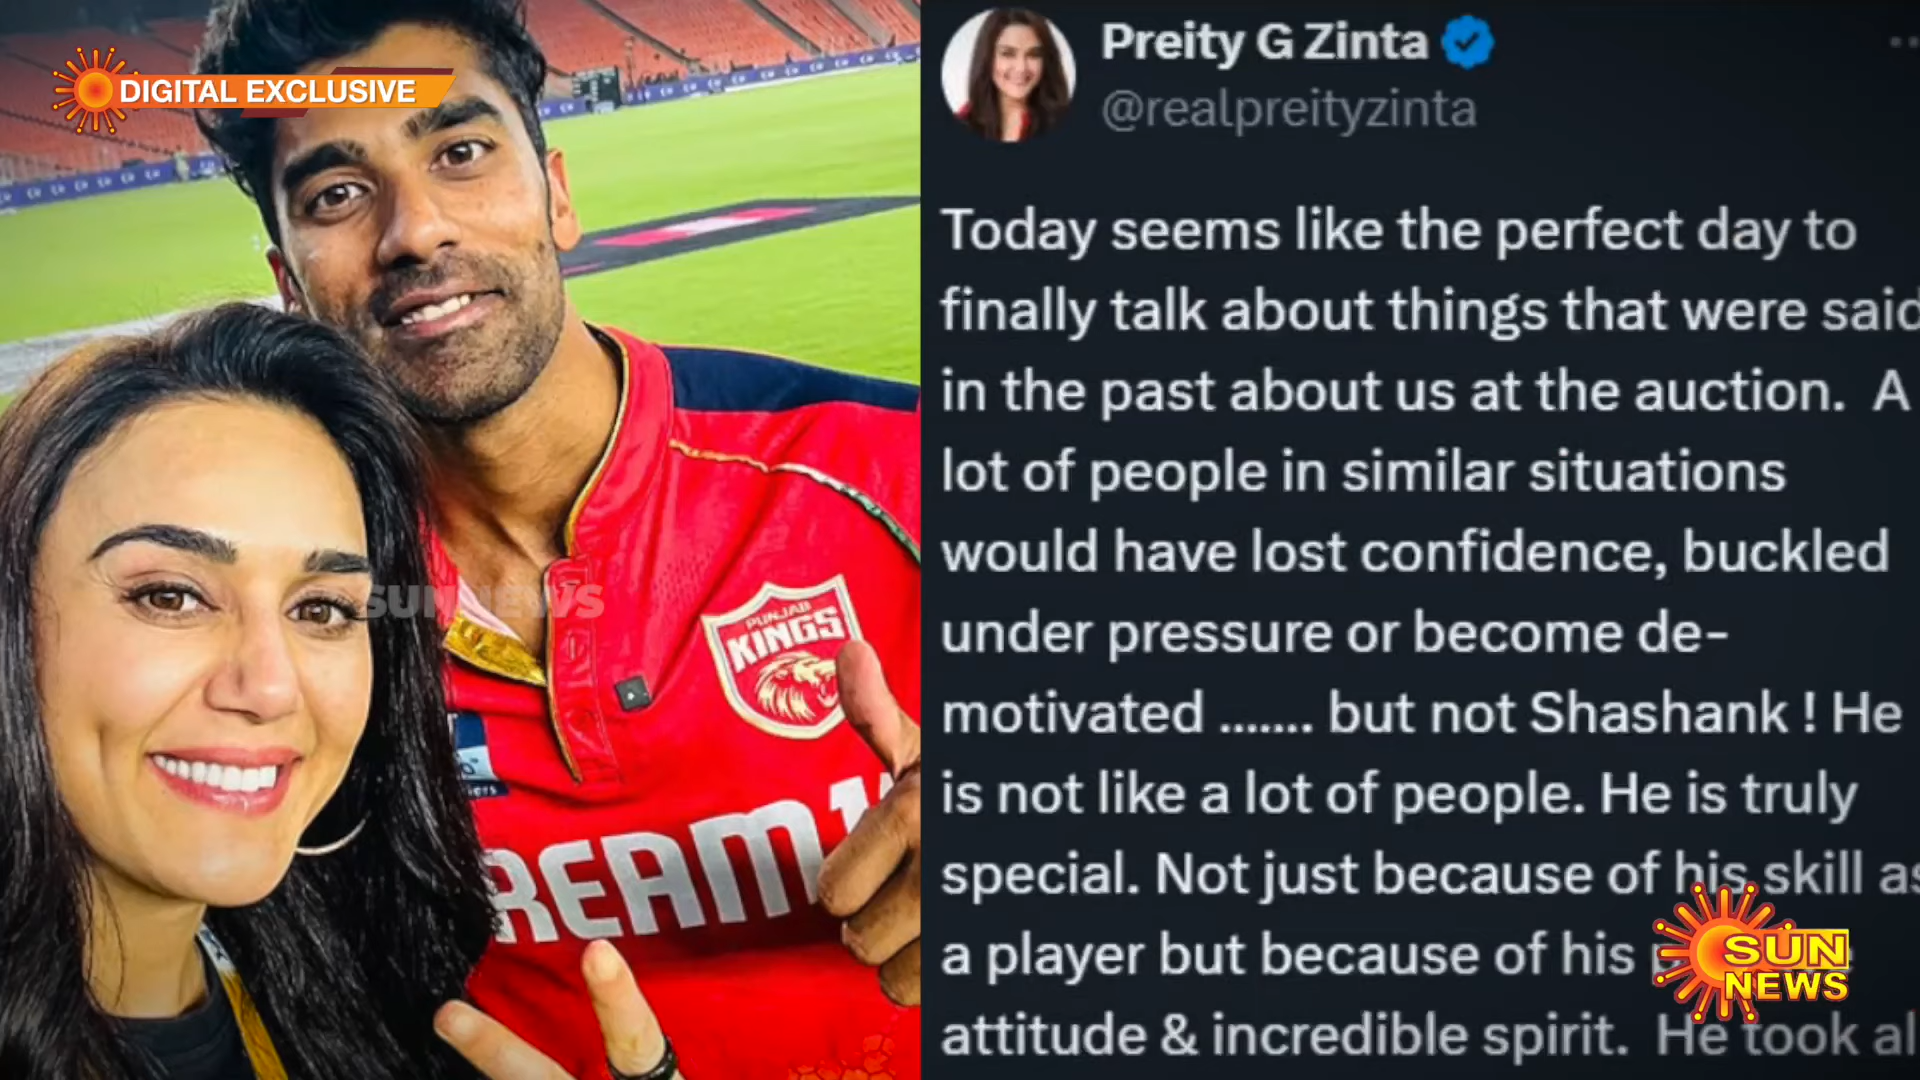 DIGITAL EXCLUSIVE
SUN NEWS
PUNJAB
KINGS
REAM11
Preity G Zinta
@realpreityzinta
Today seems like the perfect day to
finally talk about things that were said
in the past about us at the auction. A
lot of people in similar situations
would have lost confidence, buckled
under pressure or become de-
motivated ....... but not Shashank ! He
is not like a lot of people. He is truly
special. Not just because of his skill as
a player but because of his
attitude & incredible spirit. He took al
SUN
NEWS